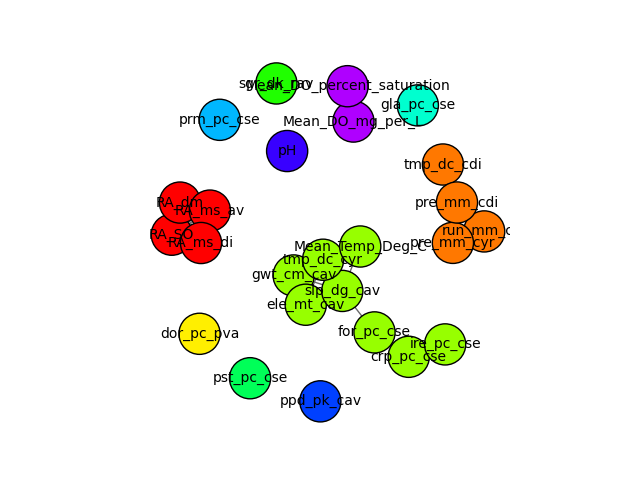 sgr_dk_rav
Mean_DO_percent_saturation
gla_pc_cse
prm_pc_cse
Mean_DO_mg_per_L
pH
tmp_dc_cdi
RA_dm
RA_ms_av
pre_mm_cdi
RA_SO
RA_ms_di
run_mm_c
pre_mm_cyr
Mean_Temp_Deg_C
tmp_dc_cyr
gwt_cm_cav
slp_dg_cav
ele_mt_cav
dor_pc_pva
for_pc_cse
ire_pc_cse
crp_pc_cse
pst_pc_cse
ppd_pk_cav